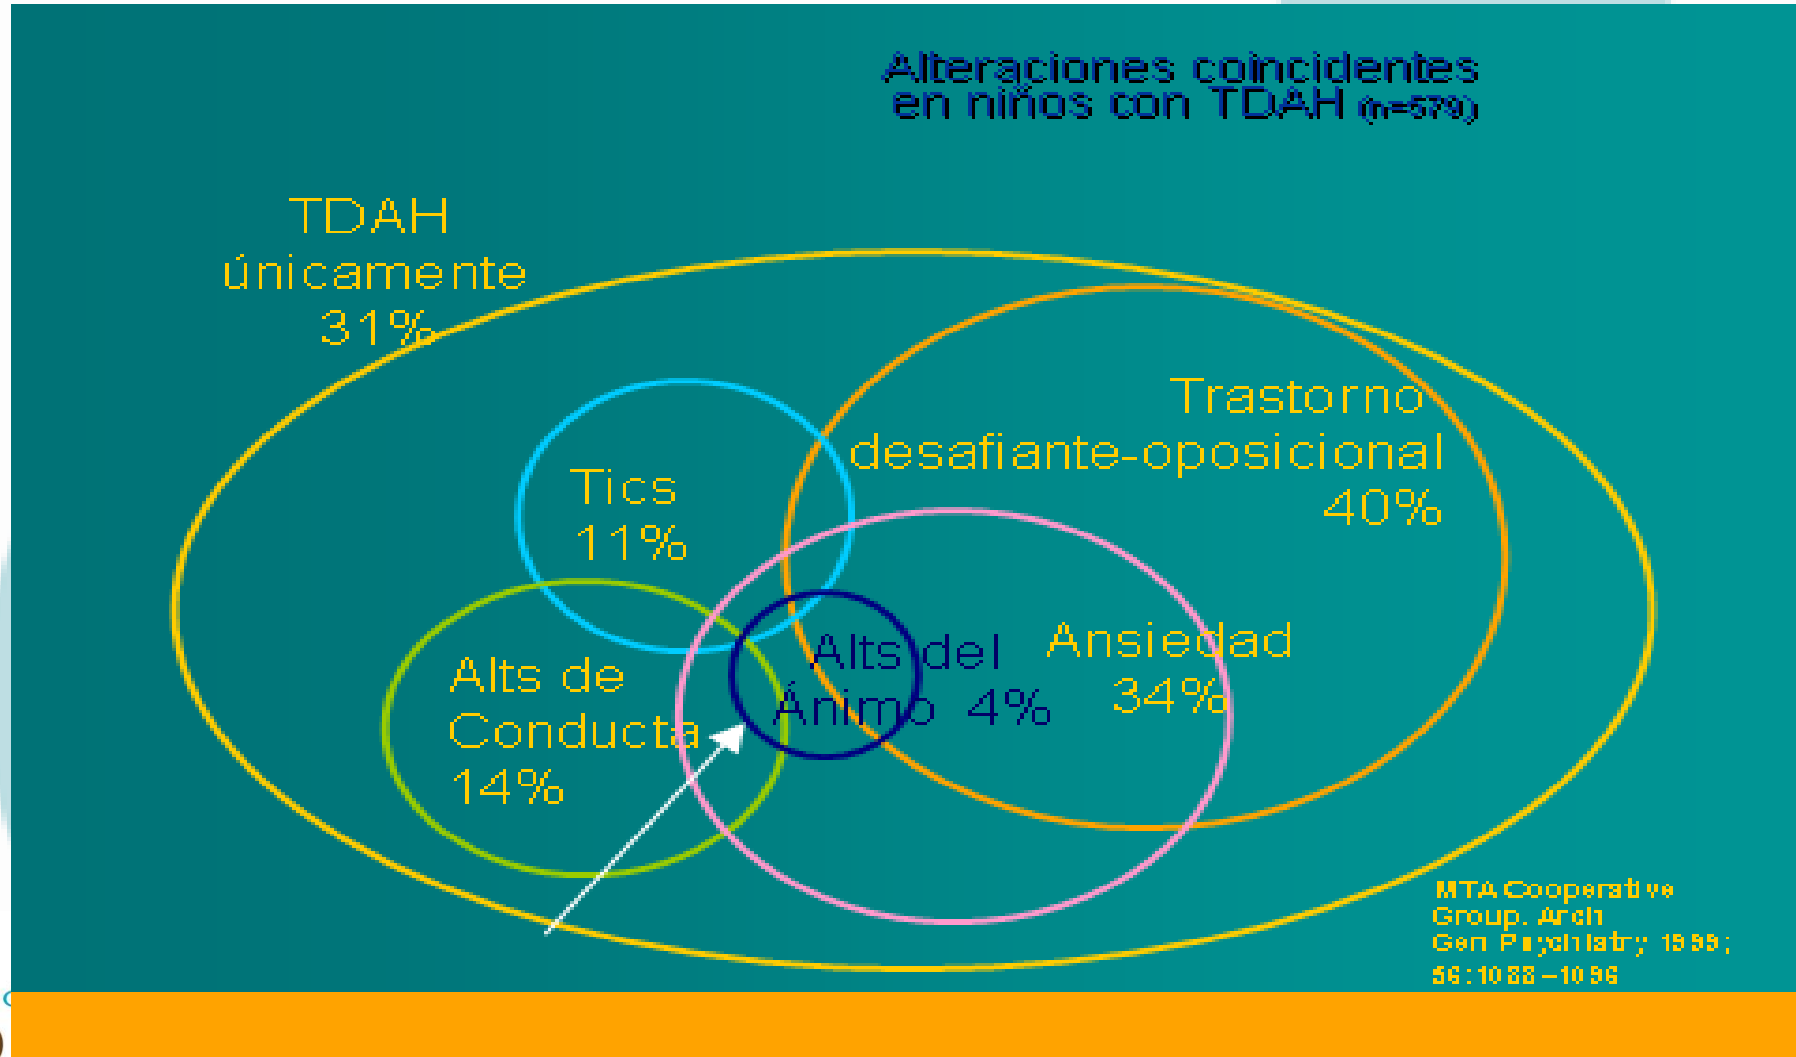 Alteraciones coincidentes
en niños con TDAH (n=579)
TDAH
únicamente
31%
Trastorno
desafiante-oposicional
40%
Tics
11%
Ansiedad
34%
Alts del
Ánimo 4%
Alts de
Conducta
14%
MTA Cooperative
Group. Arch
Gen Psychiatry 1999;
56:1088–1096